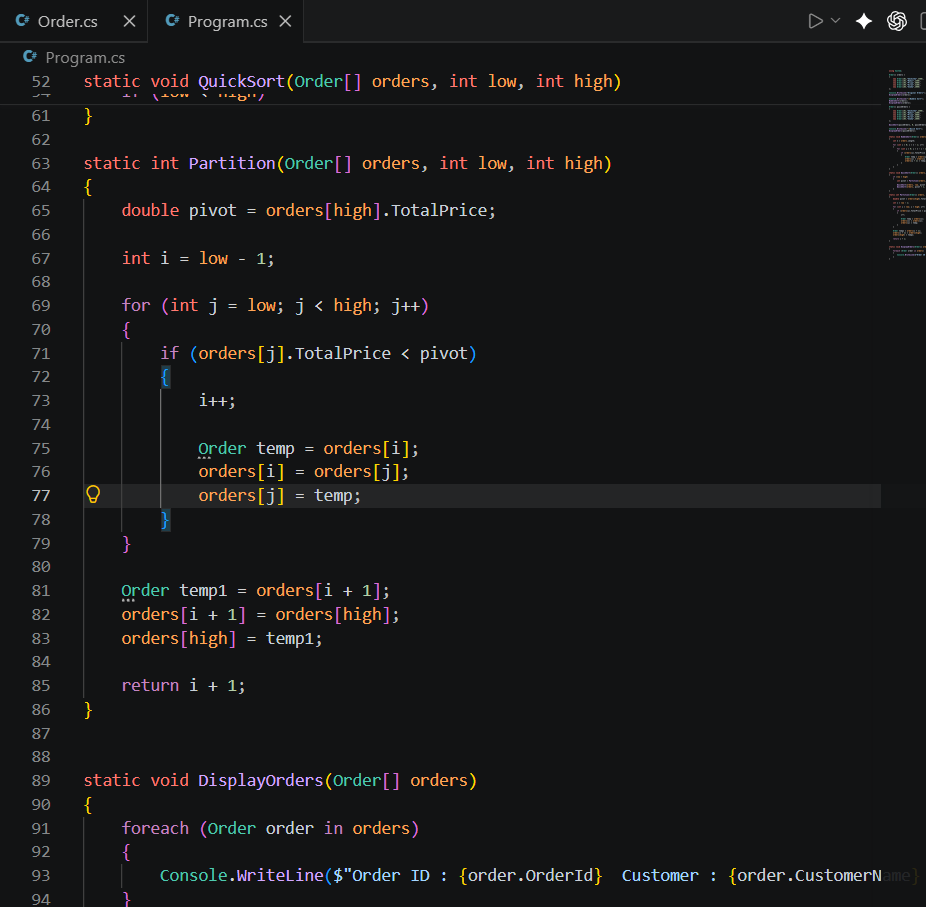 Order.cs
Program.cs
Program.cs
52 static void QuickSort(Order[] orders, int low, int high)
61 }
62
63 static int Partition(Order[] orders, int low, int high)
64 {
65 double pivot = orders[high].TotalPrice;
66
67 int i = low - 1;
68
69 for (int j = low; j < high; j++)
70 {
71 if (orders[j].TotalPrice < pivot)
72 {
73 i++;
74
75 Order temp = orders[i];
76 orders[i] = orders[j];
77 orders[j] = temp;
78 }
79 }
80
81 Order temp1 = orders[i + 1];
82 orders[i + 1] = orders[high];
83 orders[high] = temp1;
84
85 return i + 1;
86 }
87
88
89 static void DisplayOrders(Order[] orders)
90 {
91 foreach (Order order in orders)
92 {
93 Console.WriteLine($"Order ID : {order.OrderId}  Customer : {order.CustomerName}
94 }